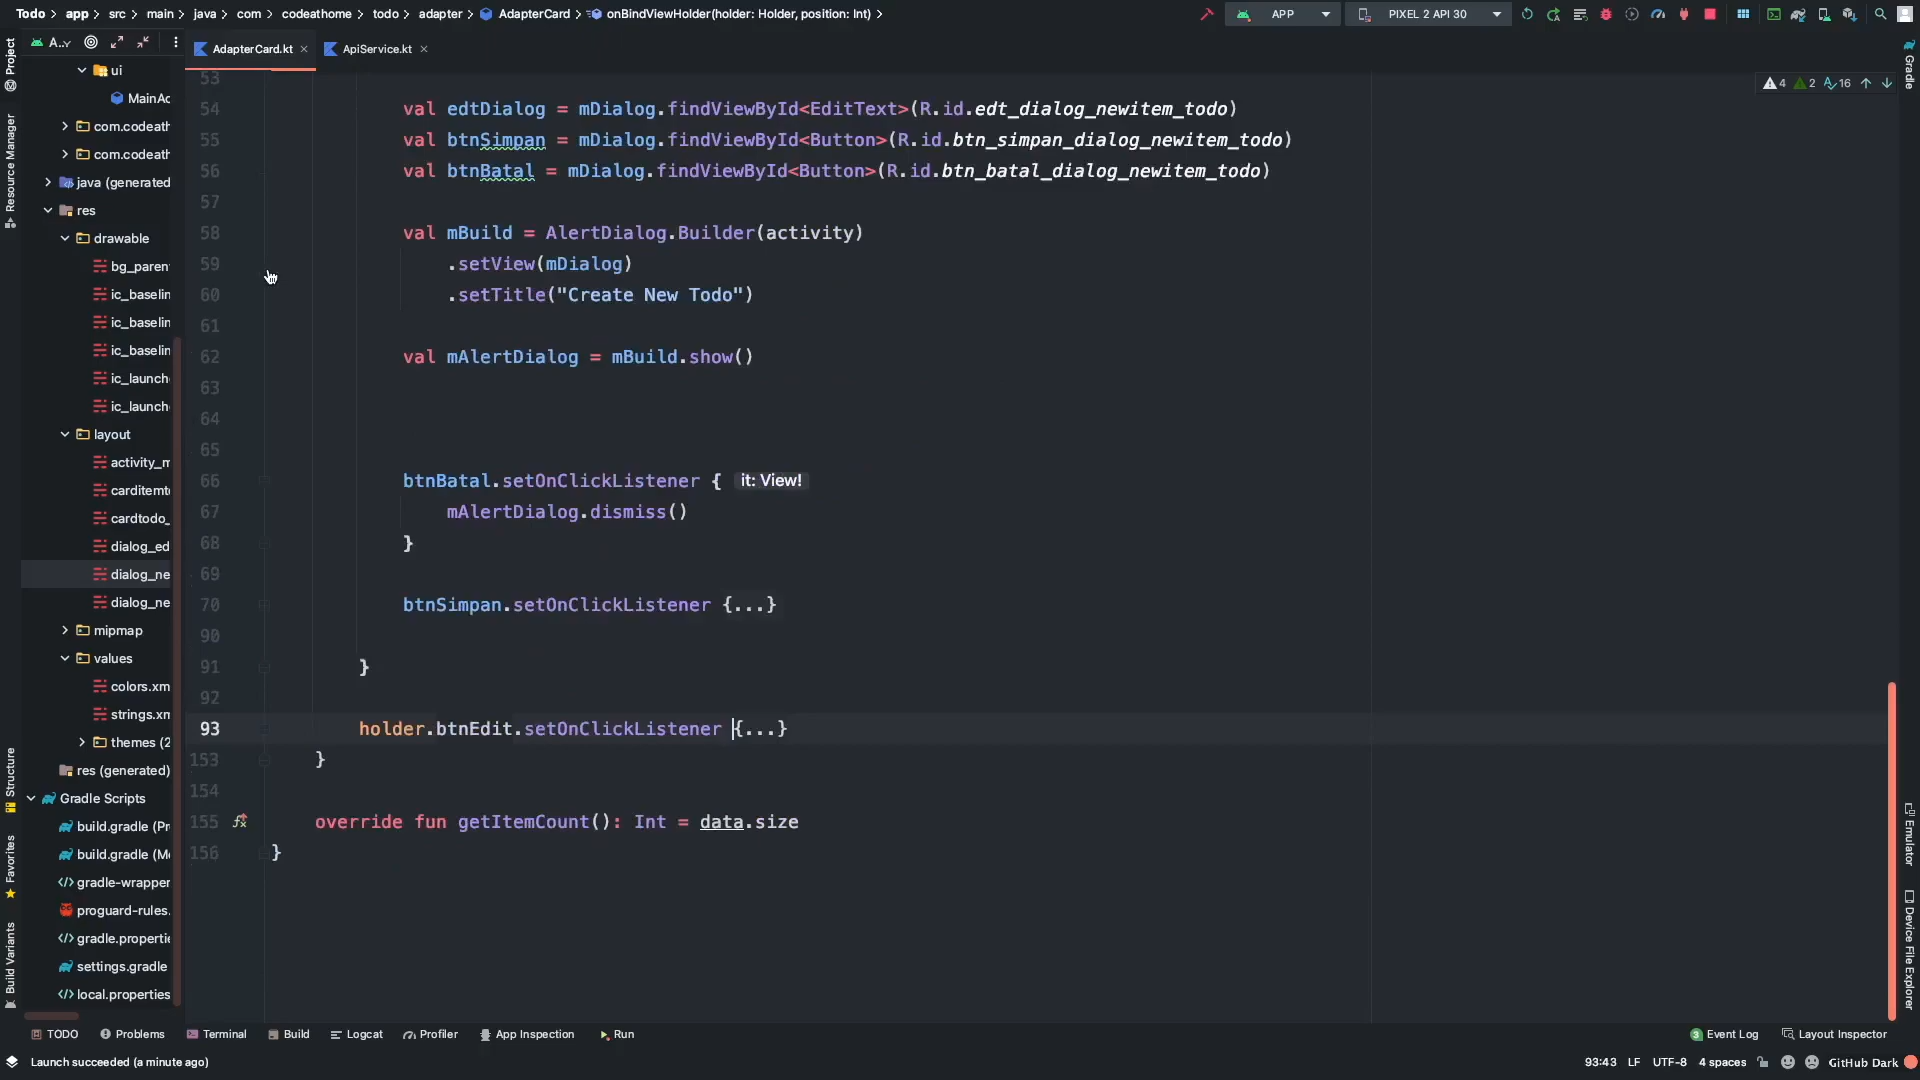 Todo > app > src > main > java > com > codeathome > todo > adapter > AdapterCard > onBindViewHolder(holder: Holder, position: Int) >
APP
PIXEL 2 API 30
A..
AdapterCard.kt
ApiService.kt
4 2 16
Project
Resource Manager
Structure
Favorites
Build Variants
ui
MainAc
com.codeath
com.codeath
java (generated
res
drawable
bg_paren
ic_baselin
ic_baselin
ic_baselin
ic_launch
ic_launch
layout
activity_m
carditemt
cardtodo_
dialog_ed
dialog_ne
dialog_ne
mipmap
values
colors.xm
strings.xm
themes (2
res (generated)
Gradle Scripts
build.gradle (Pr
build.gradle (Mo
gradle-wrapper
proguard-rules.
gradle.propertie
settings.gradle
local.properties
53
54 val edtDialog = mDialog.findViewById<EditText>(R.id.edt_dialog_newitem_todo)
55 val btnSimpan = mDialog.findViewById<Button>(R.id.btn_simpan_dialog_newitem_todo)
56 val btnBatal = mDialog.findViewById<Button>(R.id.btn_batal_dialog_newitem_todo)
57
58 val mBuild = AlertDialog.Builder(activity)
59 .setView(mDialog)
60 .setTitle("Create New Todo")
61
62 val mAlertDialog = mBuild.show()
63
64
65
66 btnBatal.setOnClickListener { it: View!
67 mAlertDialog.dismiss()
68 }
69
70 btnSimpan.setOnClickListener {...}
90
91 }
92
93 holder.btnEdit.setOnClickListener {...}
153 }
154
155 override fun getItemCount(): Int = data.size
156 }
Gradle
Emulator
Device File Explorer
TODO
Problems
Terminal
Build
Logcat
Profiler
App Inspection
Run
3 Event Log
Layout Inspector
Launch succeeded (a minute ago)
93:43 LF UTF-8 4 spaces GitHub Dark